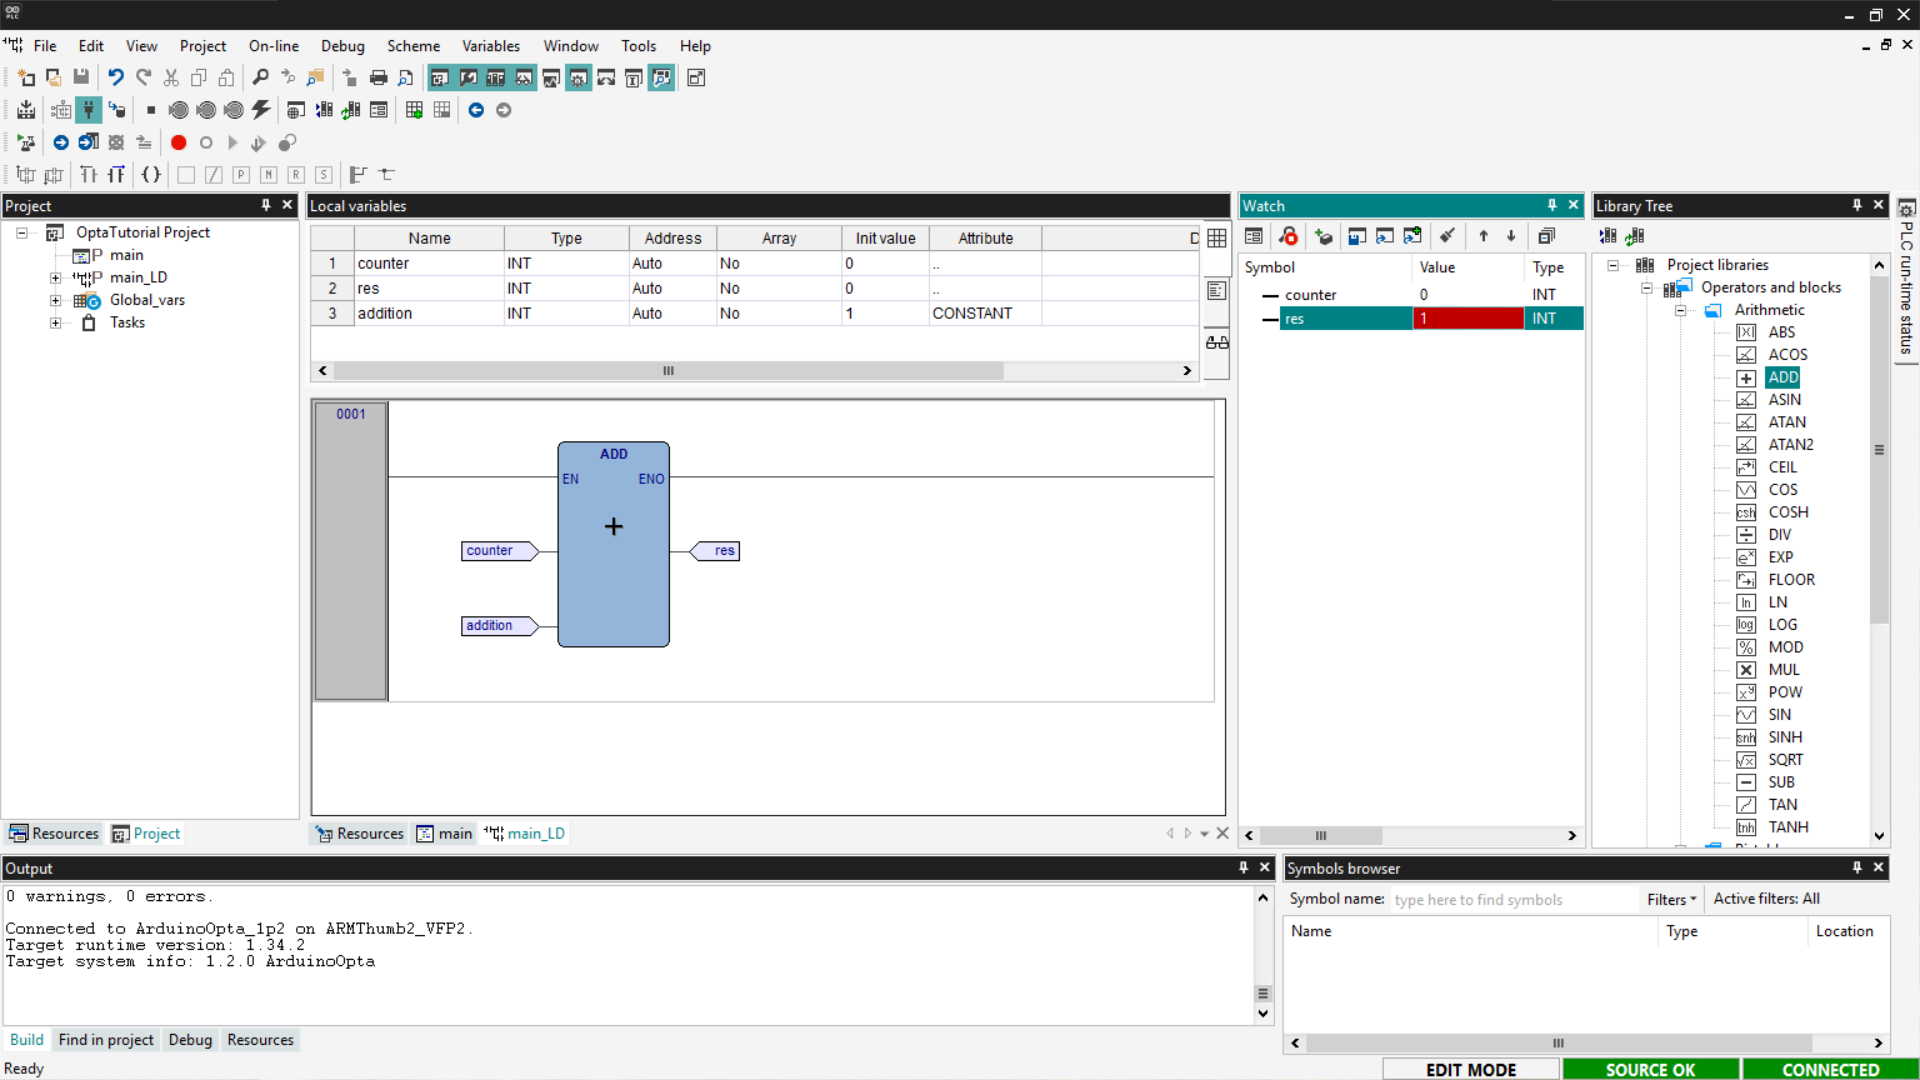 PLC
File Edit View Project On-line Debug Scheme Variables Window Tools Help
P N R S
Project
OptaTutorial Project
main
main_LD
Global_vars
Tasks
Resources Project
Local variables
Name Type Address Array Init value Attribute D
1 counter INT Auto No 0 ..
2 res INT Auto No 0 ..
3 addition INT Auto No 1 CONSTANT
0001
ADD
EN ENO
counter res
addition
Resources main main_LD
Watch
Symbol Value Type
counter 0 INT
res 1 INT
Library Tree
Project libraries
Operators and blocks
Arithmetic
ABS
ACOS
ADD
ASIN
ATAN
ATAN2
CEIL
COS
csh COSH
DIV
EXP
FLOOR
ln LN
log LOG
MOD
MUL
POW
SIN
snh SINH
SQRT
SUB
TAN
tnh TANH
PLC run-time status
Output
0 warnings, 0 errors.
Connected to ArduinoOpta_1p2 on ARMThumb2_VFP2.
Target runtime version: 1.34.2
Target system info: 1.2.0 ArduinoOpta
Build Find in project Debug Resources
Symbols browser
Symbol name: type here to find symbols Filters Active filters: All
Name Type Location
Ready EDIT MODE SOURCE OK CONNECTED